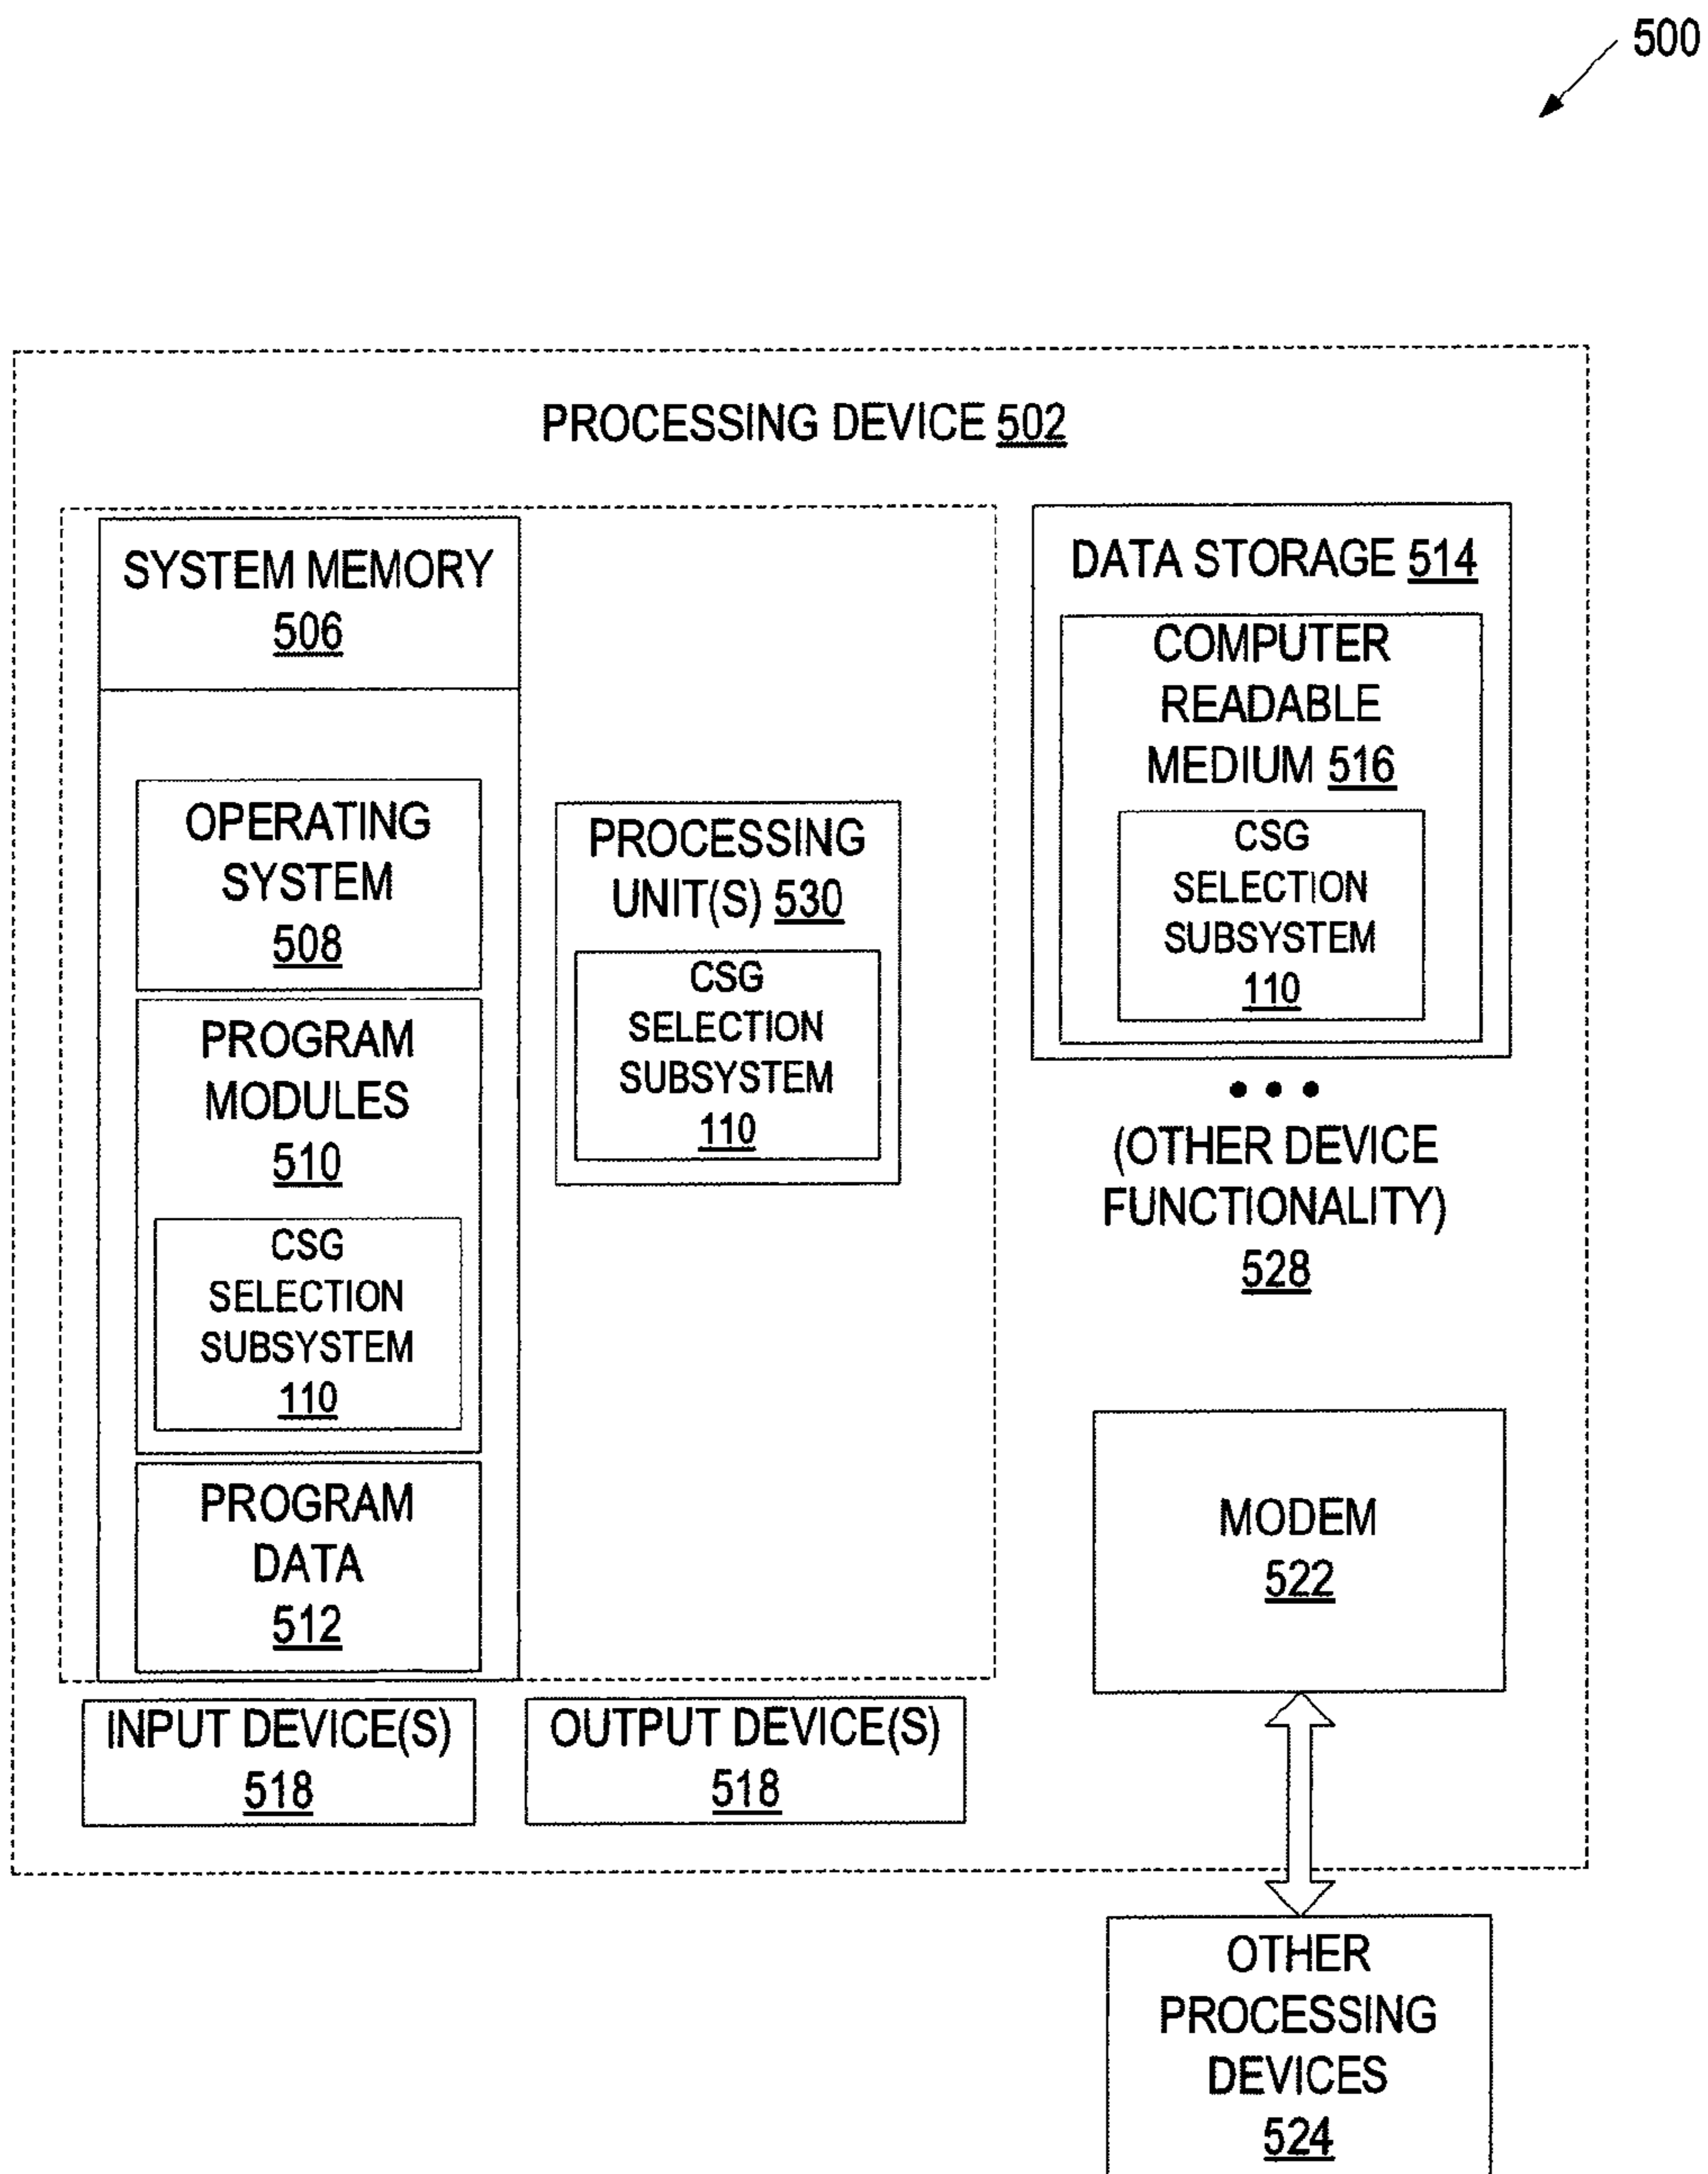 500
PROCESSING DEVICE 502
SYSTEM MEMORY
506
OPERATING
SYSTEM
508
PROGRAM
MODULES
510
CSG
SELECTION
SUBSYSTEM
110
PROGRAM
DATA
512
PROCESSING
UNIT(S) 530
CSG
SELECTION
SUBSYSTEM
110
DATA STORAGE 514
COMPUTER
READABLE
MEDIUM 516
CSG
SELECTION
SUBSYSTEM
110
(OTHER DEVICE
FUNCTIONALITY)
528
MODEM
522
INPUT DEVICE(S)
518
OUTPUT DEVICE(S)
518
OTHER
PROCESSING
DEVICES
524